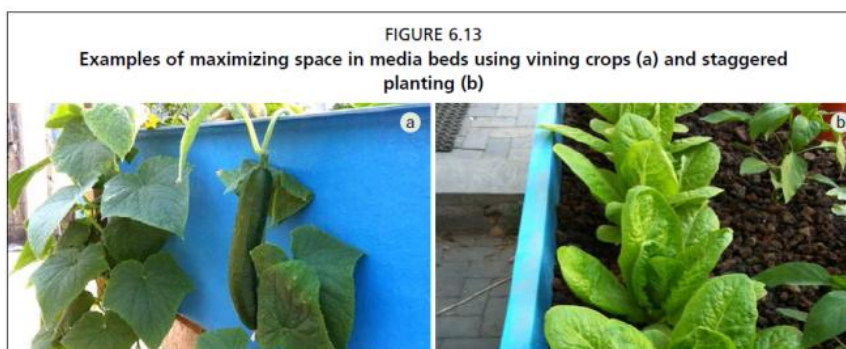 FIGURE 6.13
Examples of maximizing space in media beds using vining crops (a) and staggered
planting (b)
a
b